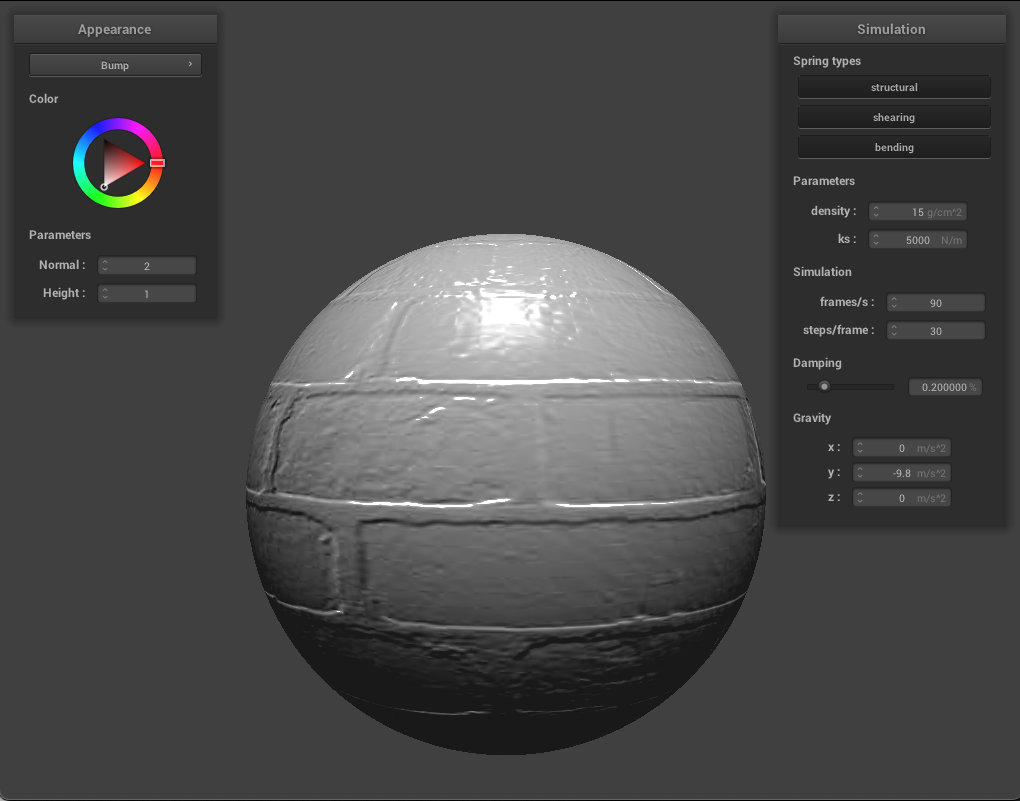 Appearance
Bump
Color
Parameters
Normal : 2
Height : 1
Simulation
Spring types
structural
shearing
bending
Parameters
density : 15 g/cm^2
ks : 5000 N/m
Simulation
frames/s : 90
steps/frame : 30
Damping
0.200000 %
Gravity
x : 0 m/s^2
y : -9.8 m/s^2
z : 0 m/s^2